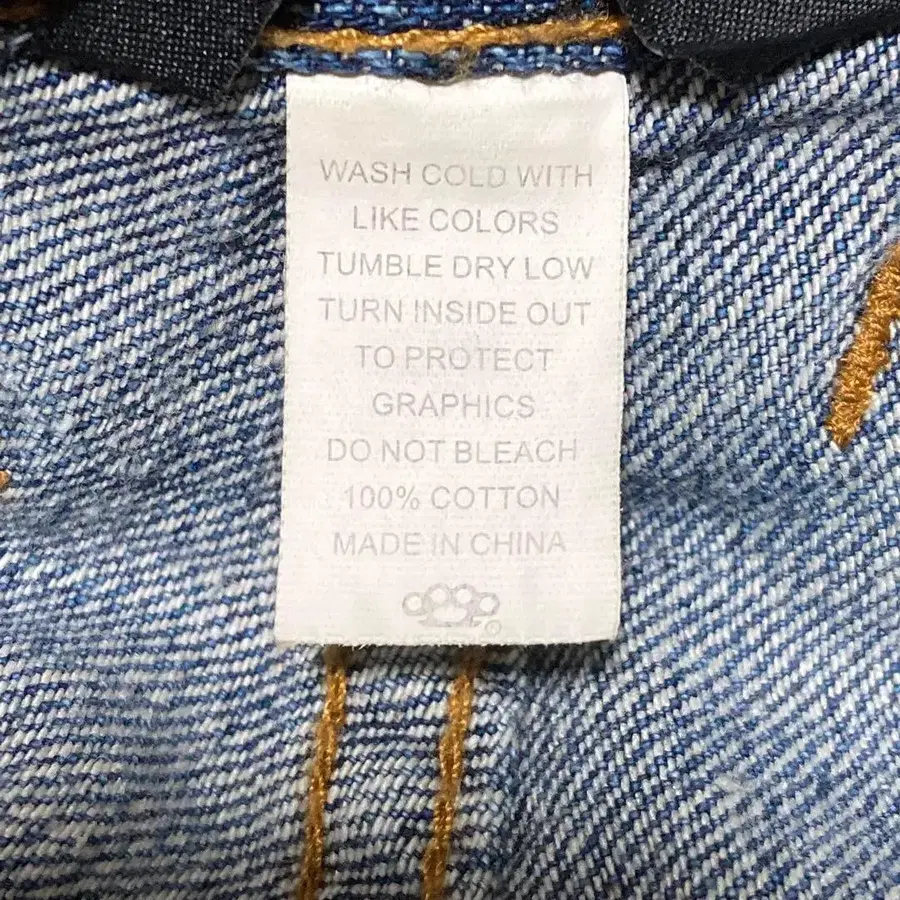 WASH COLD WITH
LIKE COLORS
TUMBLE DRY LOW
TURN INSIDE OUT
TO PROTECT
GRAPHICS
DO NOT BLEACH
100% COTTON
MADE IN CHINA
®